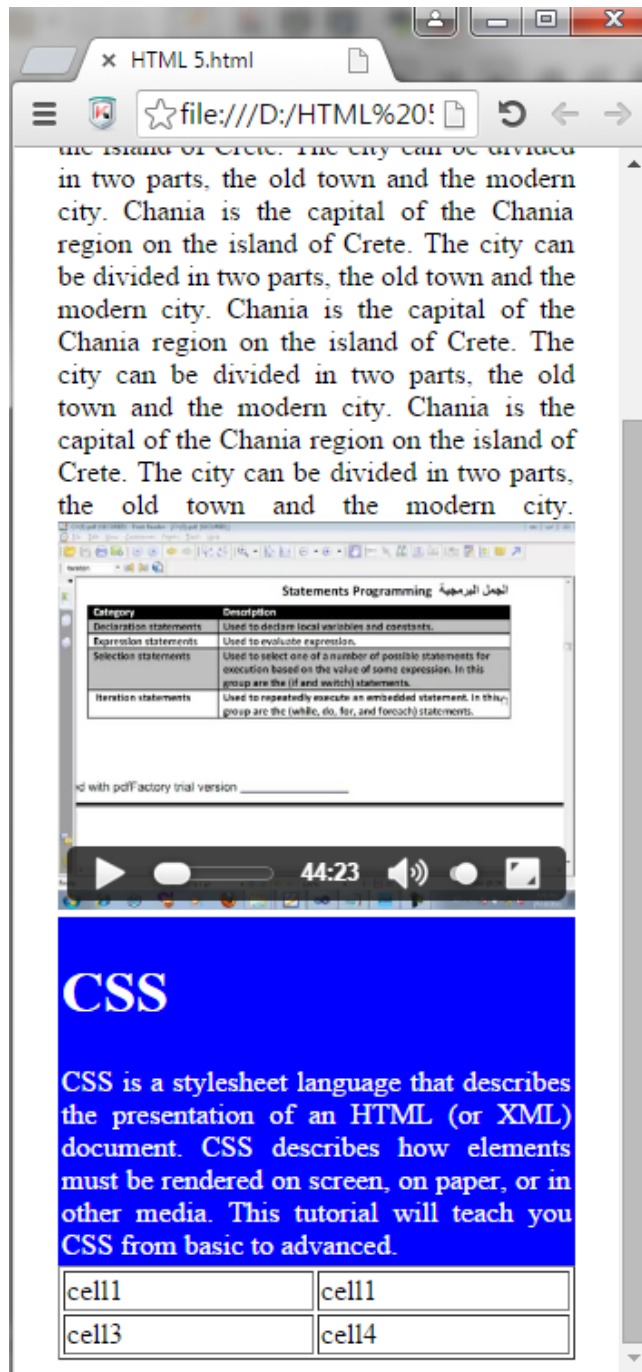 HTML 5.html
file:///D:/HTML%20!
the island of Crete. The city can be divided
in two parts, the old town and the modern
city. Chania is the capital of the Chania
region on the island of Crete. The city can
be divided in two parts, the old town and the
modern city. Chania is the capital of the
Chania region on the island of Crete. The
city can be divided in two parts, the old
town and the modern city. Chania is the
capital of the Chania region on the island of
Crete. The city can be divided in two parts,
the old town and the modern city.
Statements Programming الجمل البرمجية
Category Description
Declaration statements Used to declare local variables and constants.
Expression statements Used to evaluate expression.
Selection statements Used to select one of a number of possible statements for
execution based on the value of some expression. In this
group are the (if and switch) statements.
Iteration statements Used to repeatedly execute an embedded statement. In this
group are the (while, do, for, and foreach) statements.
d with pdfFactory trial version
44:23
CSS
CSS is a stylesheet language that describes
the presentation of an HTML (or XML)
document. CSS describes how elements
must be rendered on screen, on paper, or in
other media. This tutorial will teach you
CSS from basic to advanced.
cell1 cell1
cell3 cell4